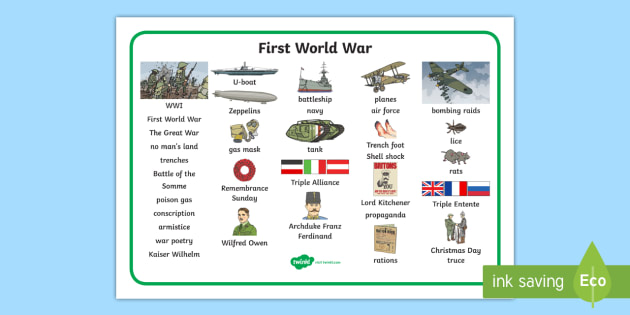 First World War
WWI
First World War
The Great War
no man's land
trenches
Battle of the
Somme
poison gas
conscription
armistice
war poetry
Kaiser Wilhelm
U-boat
Zeppelins
gas mask
Remembrance
Sunday
Wilfred Owen
battleship
navy
tank
Triple Alliance
Archduke Franz
Ferdinand
twinkl
planes
air force
Trench foot
Shell shock
BRITONS
YOU
Lord Kitchener
propaganda
rations
bombing raids
lice
rats
Triple Entente
Christmas Day
truce
ink saving
Eco